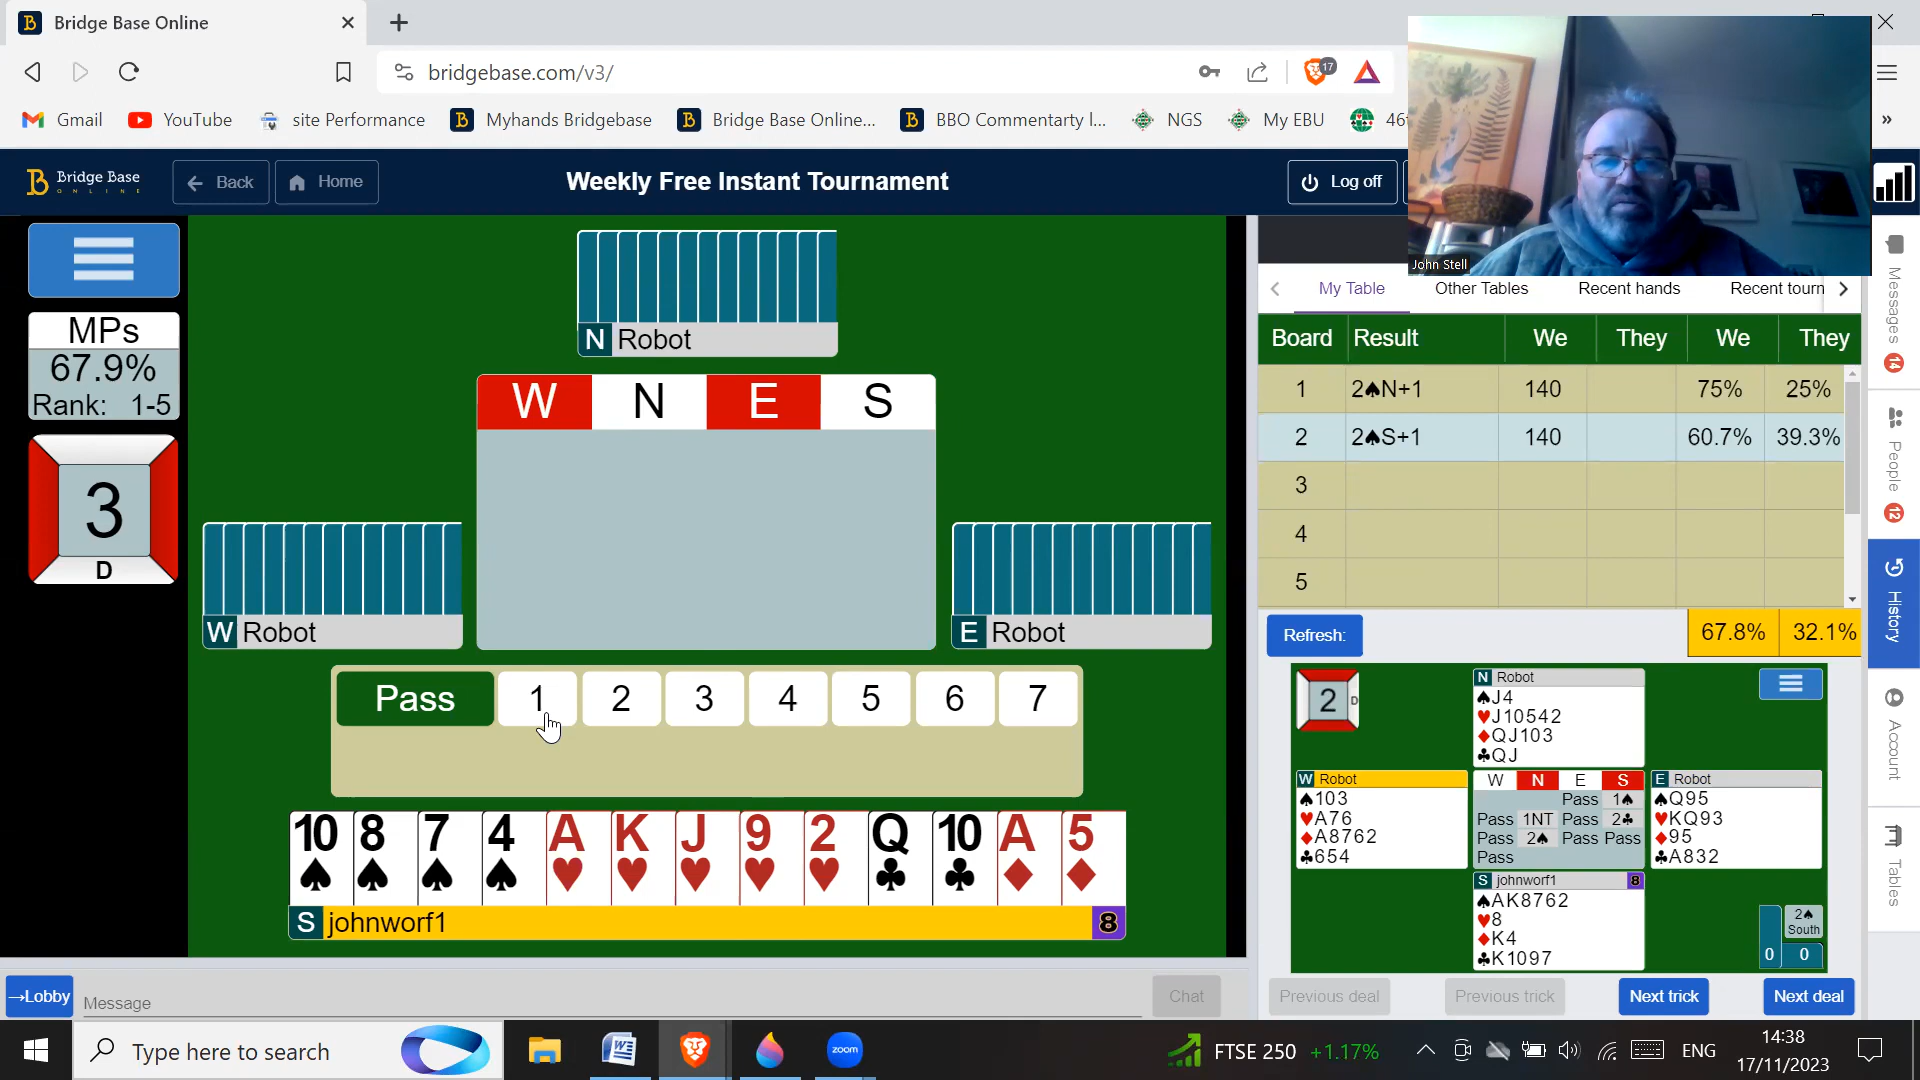 Bridge Base Online
bridgebase.com/v3/
17
Gmail
YouTube
site Performance
Myhands Bridgebase
Bridge Base Online...
BBO Commentarty l...
NGS
My EBU
46t
»
Bridge Base
ONLINE
Back
Home
Weekly Free Instant Tournament
Log off
John Stell
MPs
67.9%
Rank: 1-5
3
D
N Robot
W N E S
W Robot
E Robot
Pass 1 2 3 4 5 6 7
10 8 7 4 A K J 9 2 Q 10 A 5
♠ ♠ ♠ ♠ ♥ ♥ ♥ ♥ ♥ ♣ ♣ ♦ ♦
S johnworf1 8
→Lobby
Message
Chat
My Table
Other Tables
Recent hands
Recent tourn
Board Result We They We They
1 2♠N+1 140 75% 25%
2 2♠S+1 140 60.7% 39.3%
3
4
5
Refresh:
67.8% 32.1%
2
D
N Robot
♠J4
♥J10542
♦QJ103
♣QJ
W Robot
♠103
♥A76
♦A8762
♣654
W N E S
Pass 1♠
Pass 1NT Pass 2♣
Pass 2♠ Pass Pass
Pass
E Robot
♠Q95
♥KQ93
♦95
♣A832
S johnworf1 8
♠AK8762
♥8
♦K4
♣K1097
2♠
South
0 0
Previous deal
Previous trick
Next trick
Next deal
Messages
14
People
12
History
Account
Tables
Type here to search
W
zoom
FTSE 250 +1.17%
ENG
14:38
17/11/2023